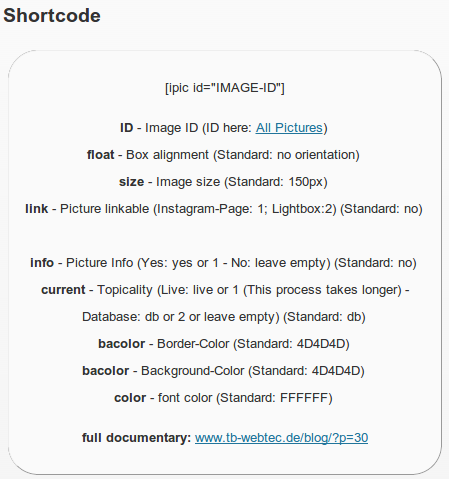 Shortcode
[ipic id="IMAGE-ID"]
ID - Image ID (ID here: All Pictures)
float - Box alignment (Standard: no orientation)
size - Image size (Standard: 150px)
link - Picture linkable (Instagram-Page: 1; Lightbox:2) (Standard: no)
info - Picture Info (Yes: yes or 1 - No: leave empty) (Standard: no)
current - Topicality (Live: live or 1 (This process takes longer) -
Database: db or 2 or leave empty) (Standard: db)
bacolor - Border-Color (Standard: 4D4D4D)
bacolor - Background-Color (Standard: 4D4D4D)
color - font color (Standard: FFFFFF)
full documentary: www.tb-webtec.de/blog/?p=30